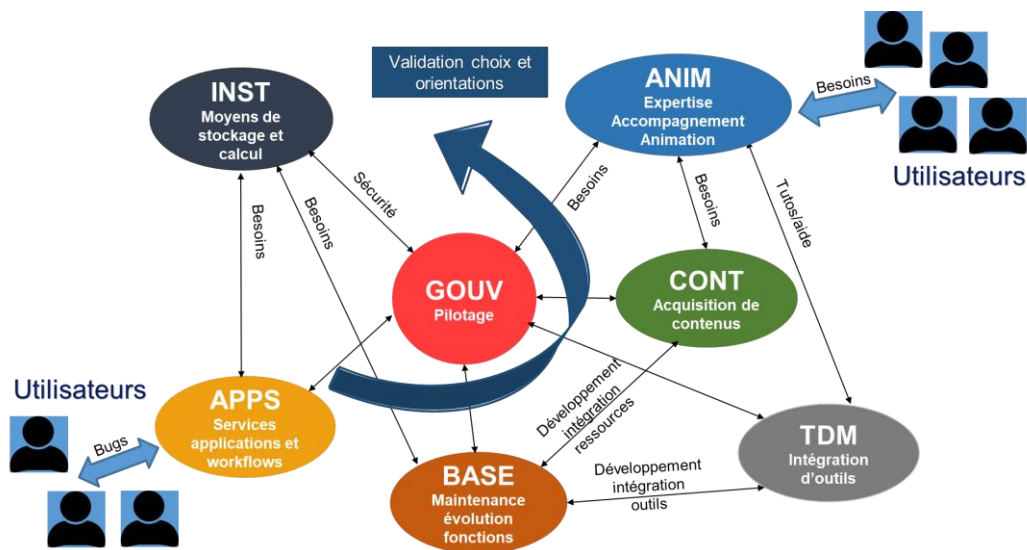 Validation choix et
orientations
INST
Moyens de
stockage et
calcul
ANIM
Expertise
Accompagnement
Animation
Besoins
Utilisateurs
Sécurité
Besoins
Besoins
Besoins
Besoins
Tutos/aide
GOUV
Pilotage
CONT
Acquisition de
contenus
Utilisateurs
Bugs
APPS
Services
applications et
workflows
Développement
intégration
ressources
BASE
Maintenance
évolution
fonctions
Développement
intégration
outils
TDM
Intégration
d'outils